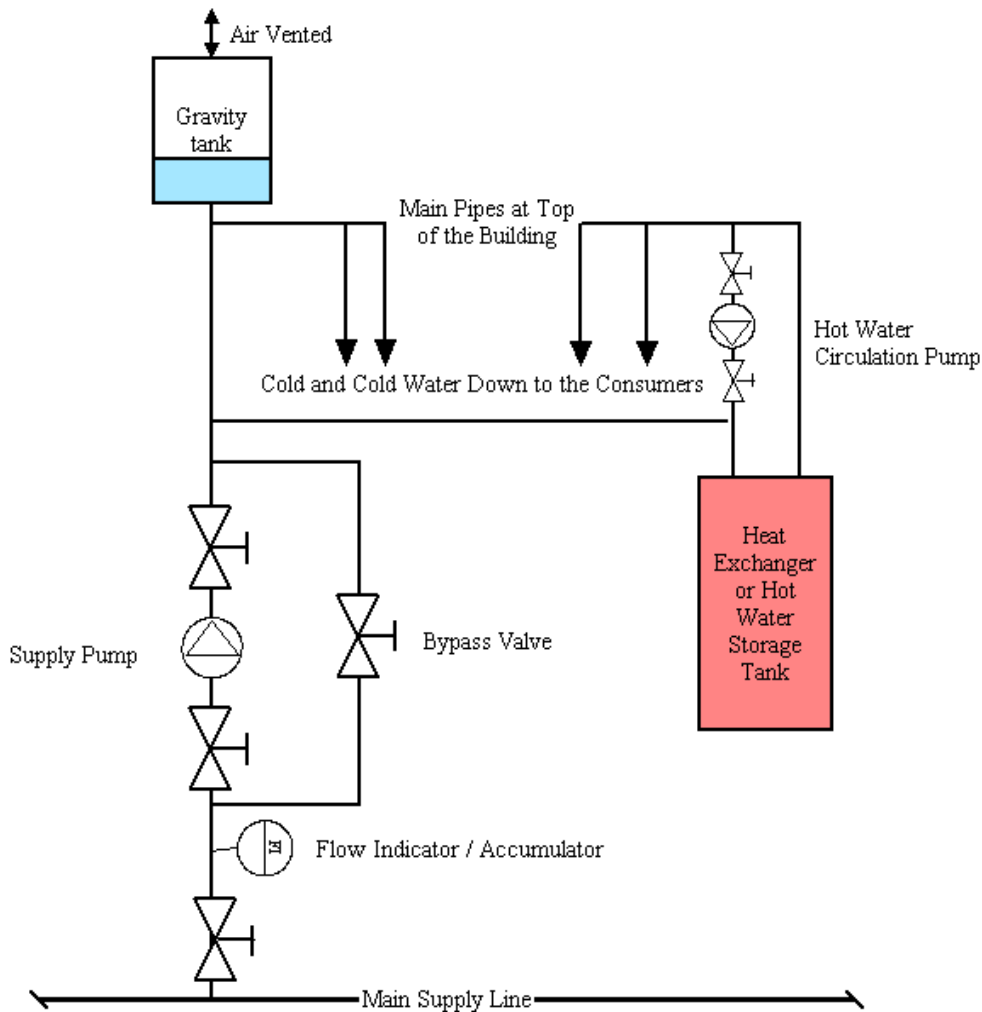 Air Vented
Gravity
tank
Main Pipes at Top
of the Building
Hot Water
Circulation Pump
Cold and Cold Water Down to the Consumers
Heat
Exchanger
or Hot
Water
Storage
Tank
Supply Pump
Bypass Valve
Flow Indicator / Accumulator
Main Supply Line